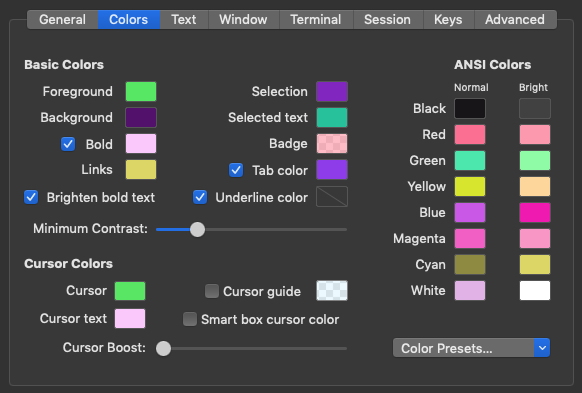 General Colors Text Window Terminal Session Keys Advanced
Basic Colors
Foreground Selection
Background Selected text
Bold Badge
Links Tab color
Brighten bold text Underline color
Minimum Contrast:
Cursor Colors
Cursor Cursor guide
Cursor text Smart box cursor color
Cursor Boost:
ANSI Colors
Normal Bright
Black
Red
Green
Yellow
Blue
Magenta
Cyan
White
Color Presets...